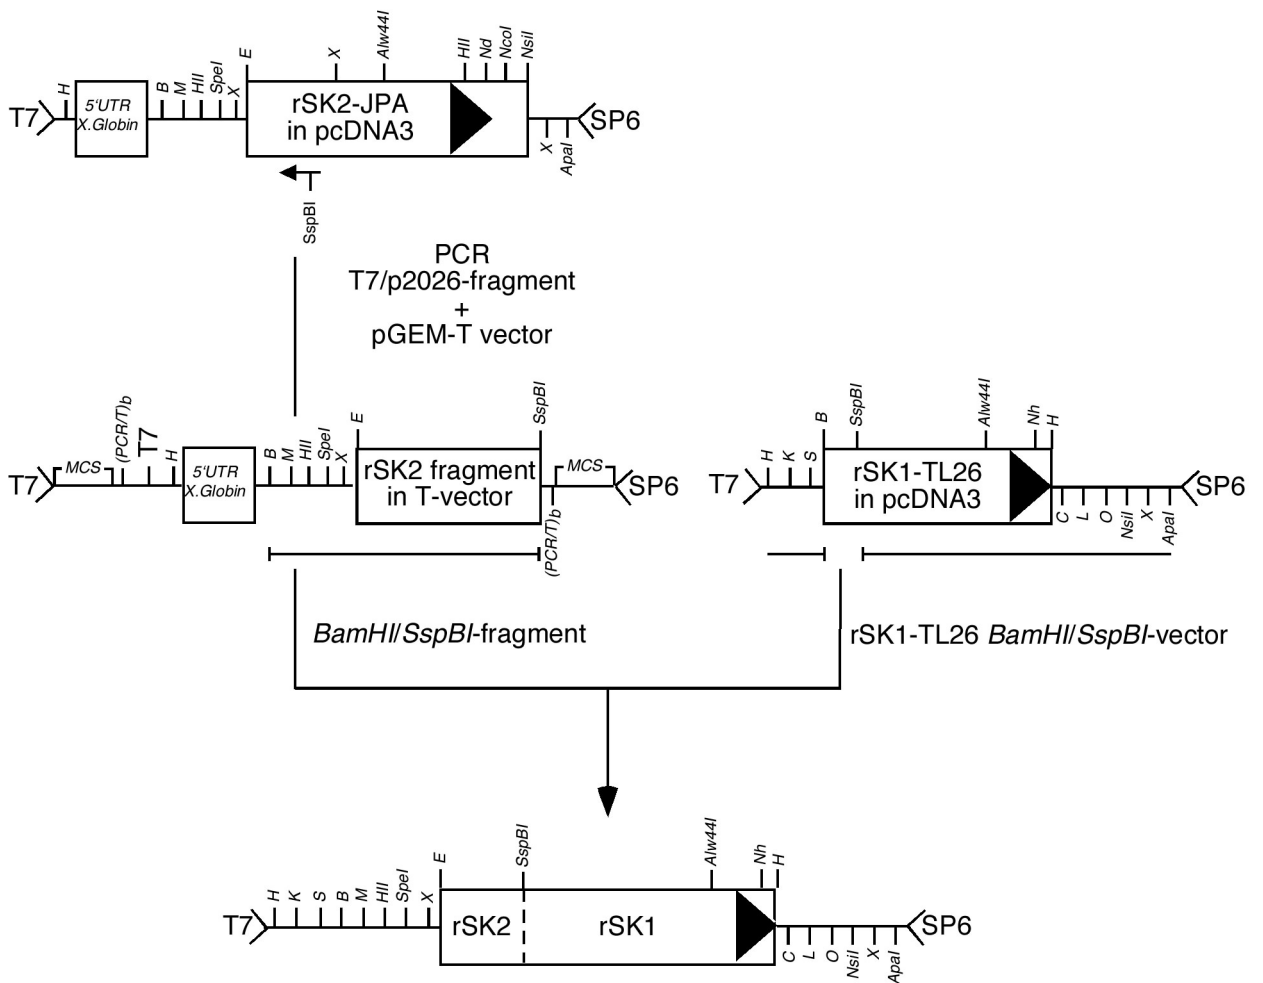 E X Alw44I HII Nd NcoI NsiI
H B M HII SpeI X
T7 5'UTR X.Globin rSK2-JPA in pcDNA3 SP6
X ApaI
SspBI
PCR
T7/p2026-fragment
+
pGEM-T vector
(PCR/T)b T7 H B M HII SpeI X E SspBI
T7 MCS 5'UTR X.Globin rSK2 fragment in T-vector MCS SP6
(PCR/T)b
B SspBI Alw44I Nh H
H K S
T7 rSK1-TL26 in pcDNA3 SP6
C L O NsiI X ApaI
BamHI/SspBI-fragment
rSK1-TL26 BamHI/SspBI-vector
E SspBI Alw44I Nh H
H K S B M HII SpeI X
T7 rSK2 rSK1 SP6
C L O NsiI X ApaI